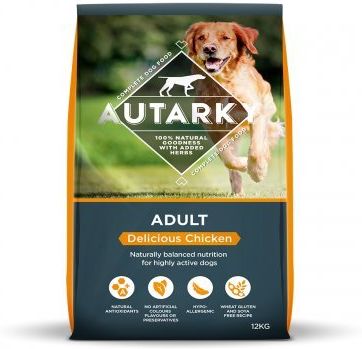 COMPLETE DOG FOOD
AUTARKY
100% NATURAL
GOODNESS
WITH ADDED
HERBS
COMPLETE DOG FOOD
ADULT
Delicious Chicken
Naturally balanced nutrition
for highly active dogs
NATURAL
ANTIOXIDANTS
NO ARTIFICIAL
COLOURS
FLAVOURS OR
PRESERVATIVES
HYPO-
ALLERGENIC
WHEAT GLUTEN
AND SOYA
FREE RECIPE
12KG